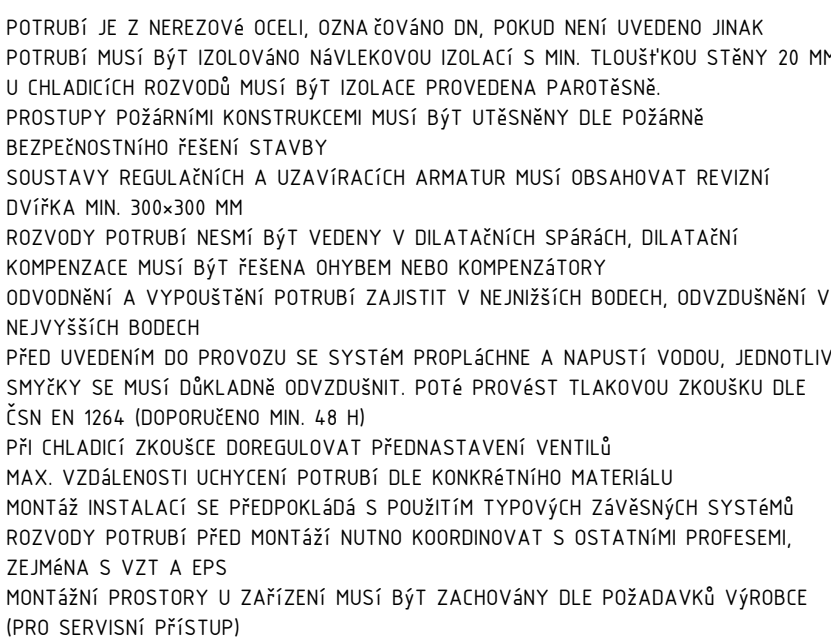 POTRUBÍ JE Z NEREZOVÉ OCELI, OZNAČOVÁNO DN, POKUD NENÍ UVEDENO JINAK
POTRUBÍ MUSÍ BÝT IZOLOVÁNO NÁVLEKOVOU IZOLACÍ S MIN. TLOUŠŤKOU STĚNY 20 MM
U CHLADICÍCH ROZVODŮ MUSÍ BÝT IZOLACE PROVEDENA PAROTĚSNĚ.
PROSTUPY POŽÁRNÍMI KONSTRUKCEMI MUSÍ BÝT UTĚSNĚNY DLE POŽÁRNĚ
BEZPEČNOSTNÍHO ŘEŠENÍ STAVBY
SOUSTAVY REGULAČNÍCH A UZAVÍRACÍCH ARMATUR MUSÍ OBSAHOVAT REVIZNÍ
DVÍŘKA MIN. 300×300 MM
ROZVODY POTRUBÍ NESMÍ BÝT VEDENY V DILATAČNÍCH SPÁRÁCH, DILATAČNÍ
KOMPENZACE MUSÍ BÝT ŘEŠENA OHYBEM NEBO KOMPENZÁTORY
ODVODNĚNÍ A VYPOUŠTĚNÍ POTRUBÍ ZAJISTIT V NEJNIŽŠÍCH BODECH, ODVZDUŠNĚNÍ V
NEJVYŠŠÍCH BODECH
PŘED UVEDENÍM DO PROVOZU SE SYSTÉM PROPLÁCHNE A NAPUSTÍ VODOU, JEDNOTLIV
SMYČKY SE MUSÍ DŮKLADNĚ ODVZDUŠNIT. POTÉ PROVÉST TLAKOVOU ZKOUŠKU DLE
ČSN EN 1264 (DOPORUČENO MIN. 48 H)
PŘI CHLADICÍ ZKOUŠCE DOREGULOVAT PŘEDNASTAVENÍ VENTILŮ
MAX. VZDÁLENOSTI UCHYCENÍ POTRUBÍ DLE KONKRÉTNÍHO MATERIÁLU
MONTÁŽ INSTALACÍ SE PŘEDPOKLÁDÁ S POUŽITÍM TYPOVÝCH ZÁVĚSNÝCH SYSTÉMŮ
ROZVODY POTRUBÍ PŘED MONTÁŽÍ NUTNO KOORDINOVAT S OSTATNÍMI PROFESEMI,
ZEJMÉNA S VZT A EPS
MONTÁŽNÍ PROSTORY U ZAŘÍZENÍ MUSÍ BÝT ZACHOVÁNY DLE POŽADAVKŮ VÝROBCE
(PRO SERVISNÍ PŘÍSTUP)